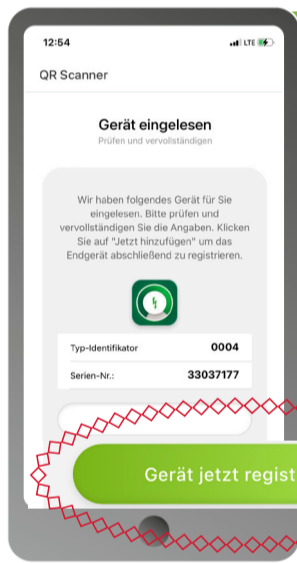 12:54
LTE
QR Scanner
Gerät eingelesen
Prüfen und vervollständigen
Wir haben folgendes Gerät für Sie
eingelesen. Bitte prüfen und
vervollständigen Sie die Angaben. Klicken
Sie auf "Jetzt hinzufügen" um das
Endgerät abschließend zu registrieren.
Typ-Identifikator 0004
Serien-Nr.: 33037177
Gerät jetzt regist